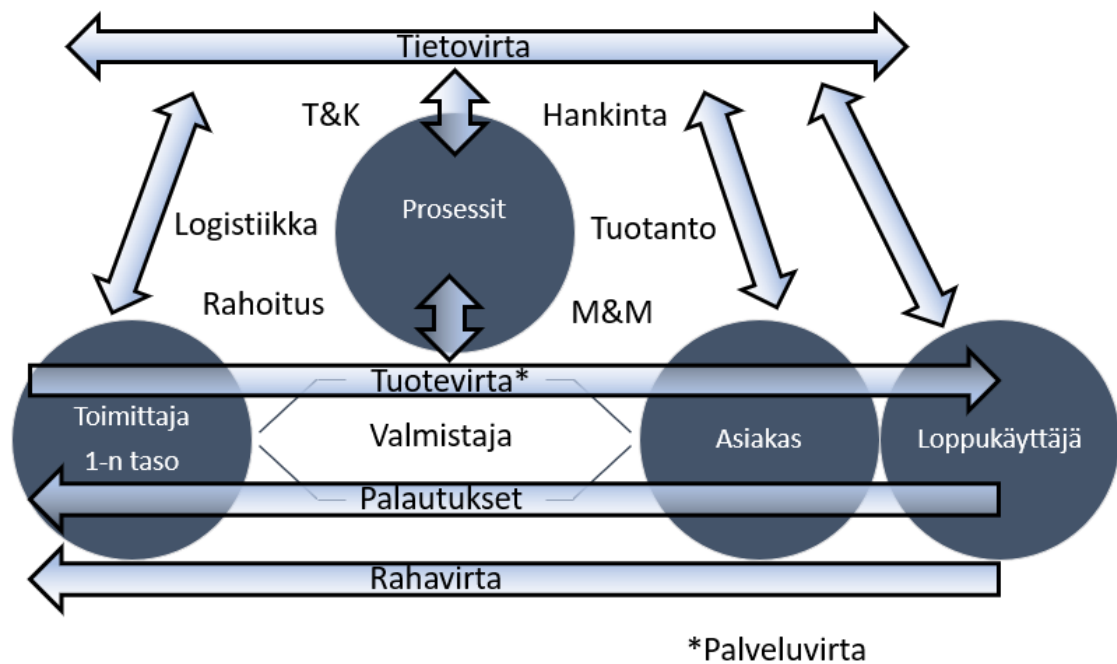 Tietovirta
T&K
Hankinta
Prosessit
Logistiikka
Tuotanto
Rahoitus
M&M
Tuotevirta*
Toimittaja
1-n taso
Valmistaja
Asiakas
Loppukäyttäjä
Palautukset
Rahavirta
*Palveluvirta